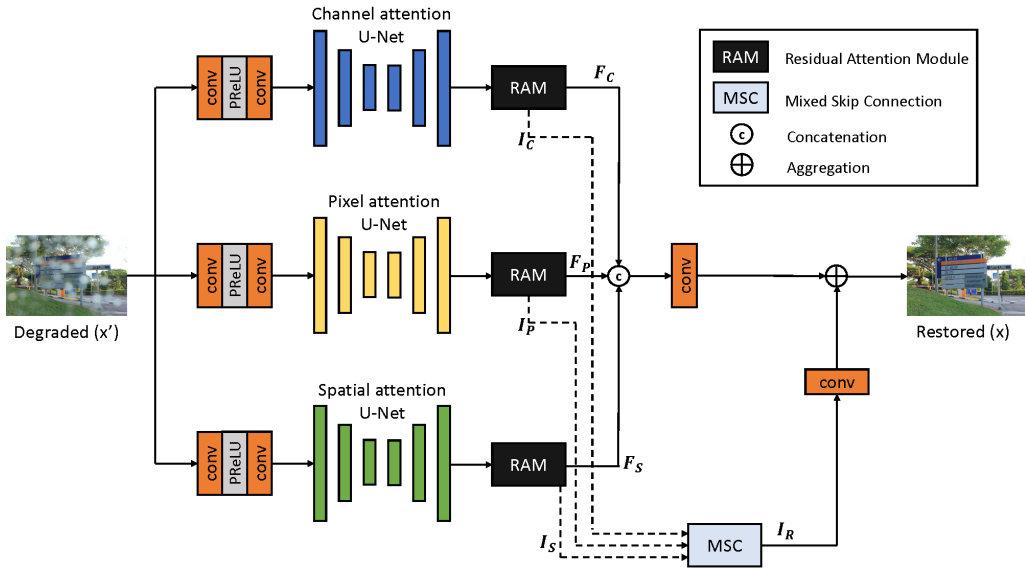 Channel attention
U-Net
conv
PReLU
conv
RAM
F_C
I_C
Pixel attention
U-Net
conv
PReLU
conv
RAM
F_P
I_P
c
conv
Degraded (x’)
Restored (x)
Spatial attention
U-Net
conv
PReLU
conv
RAM
F_S
I_S
MSC
I_R
conv
RAM
Residual Attention Module
MSC
Mixed Skip Connection
c
Concatenation
Aggregation